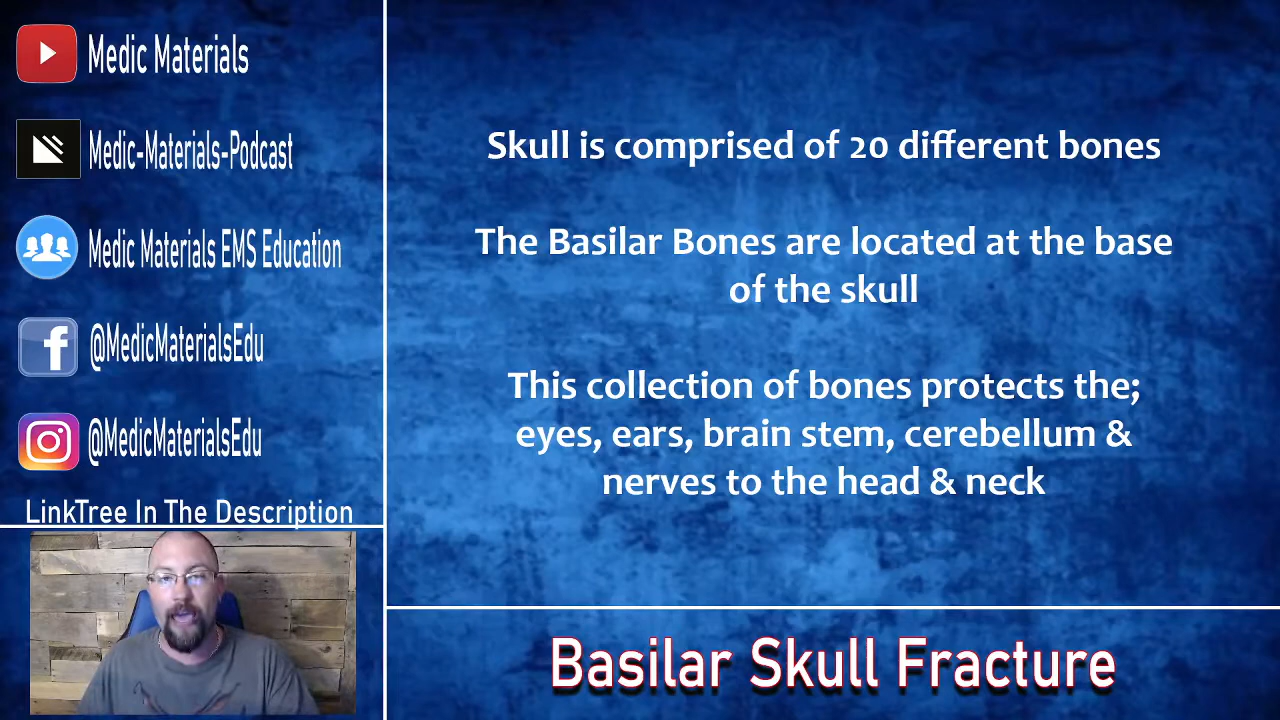 Medic Materials
Medic-Materials-Podcast
Medic Materials EMS Education
@MedicMaterialsEdu
@MedicMaterialsEdu
LinkTree In The Description
Skull is comprised of 20 different bones
The Basilar Bones are located at the base
of the skull
This collection of bones protects the;
eyes, ears, brain stem, cerebellum &
nerves to the head & neck
Basilar Skull Fracture